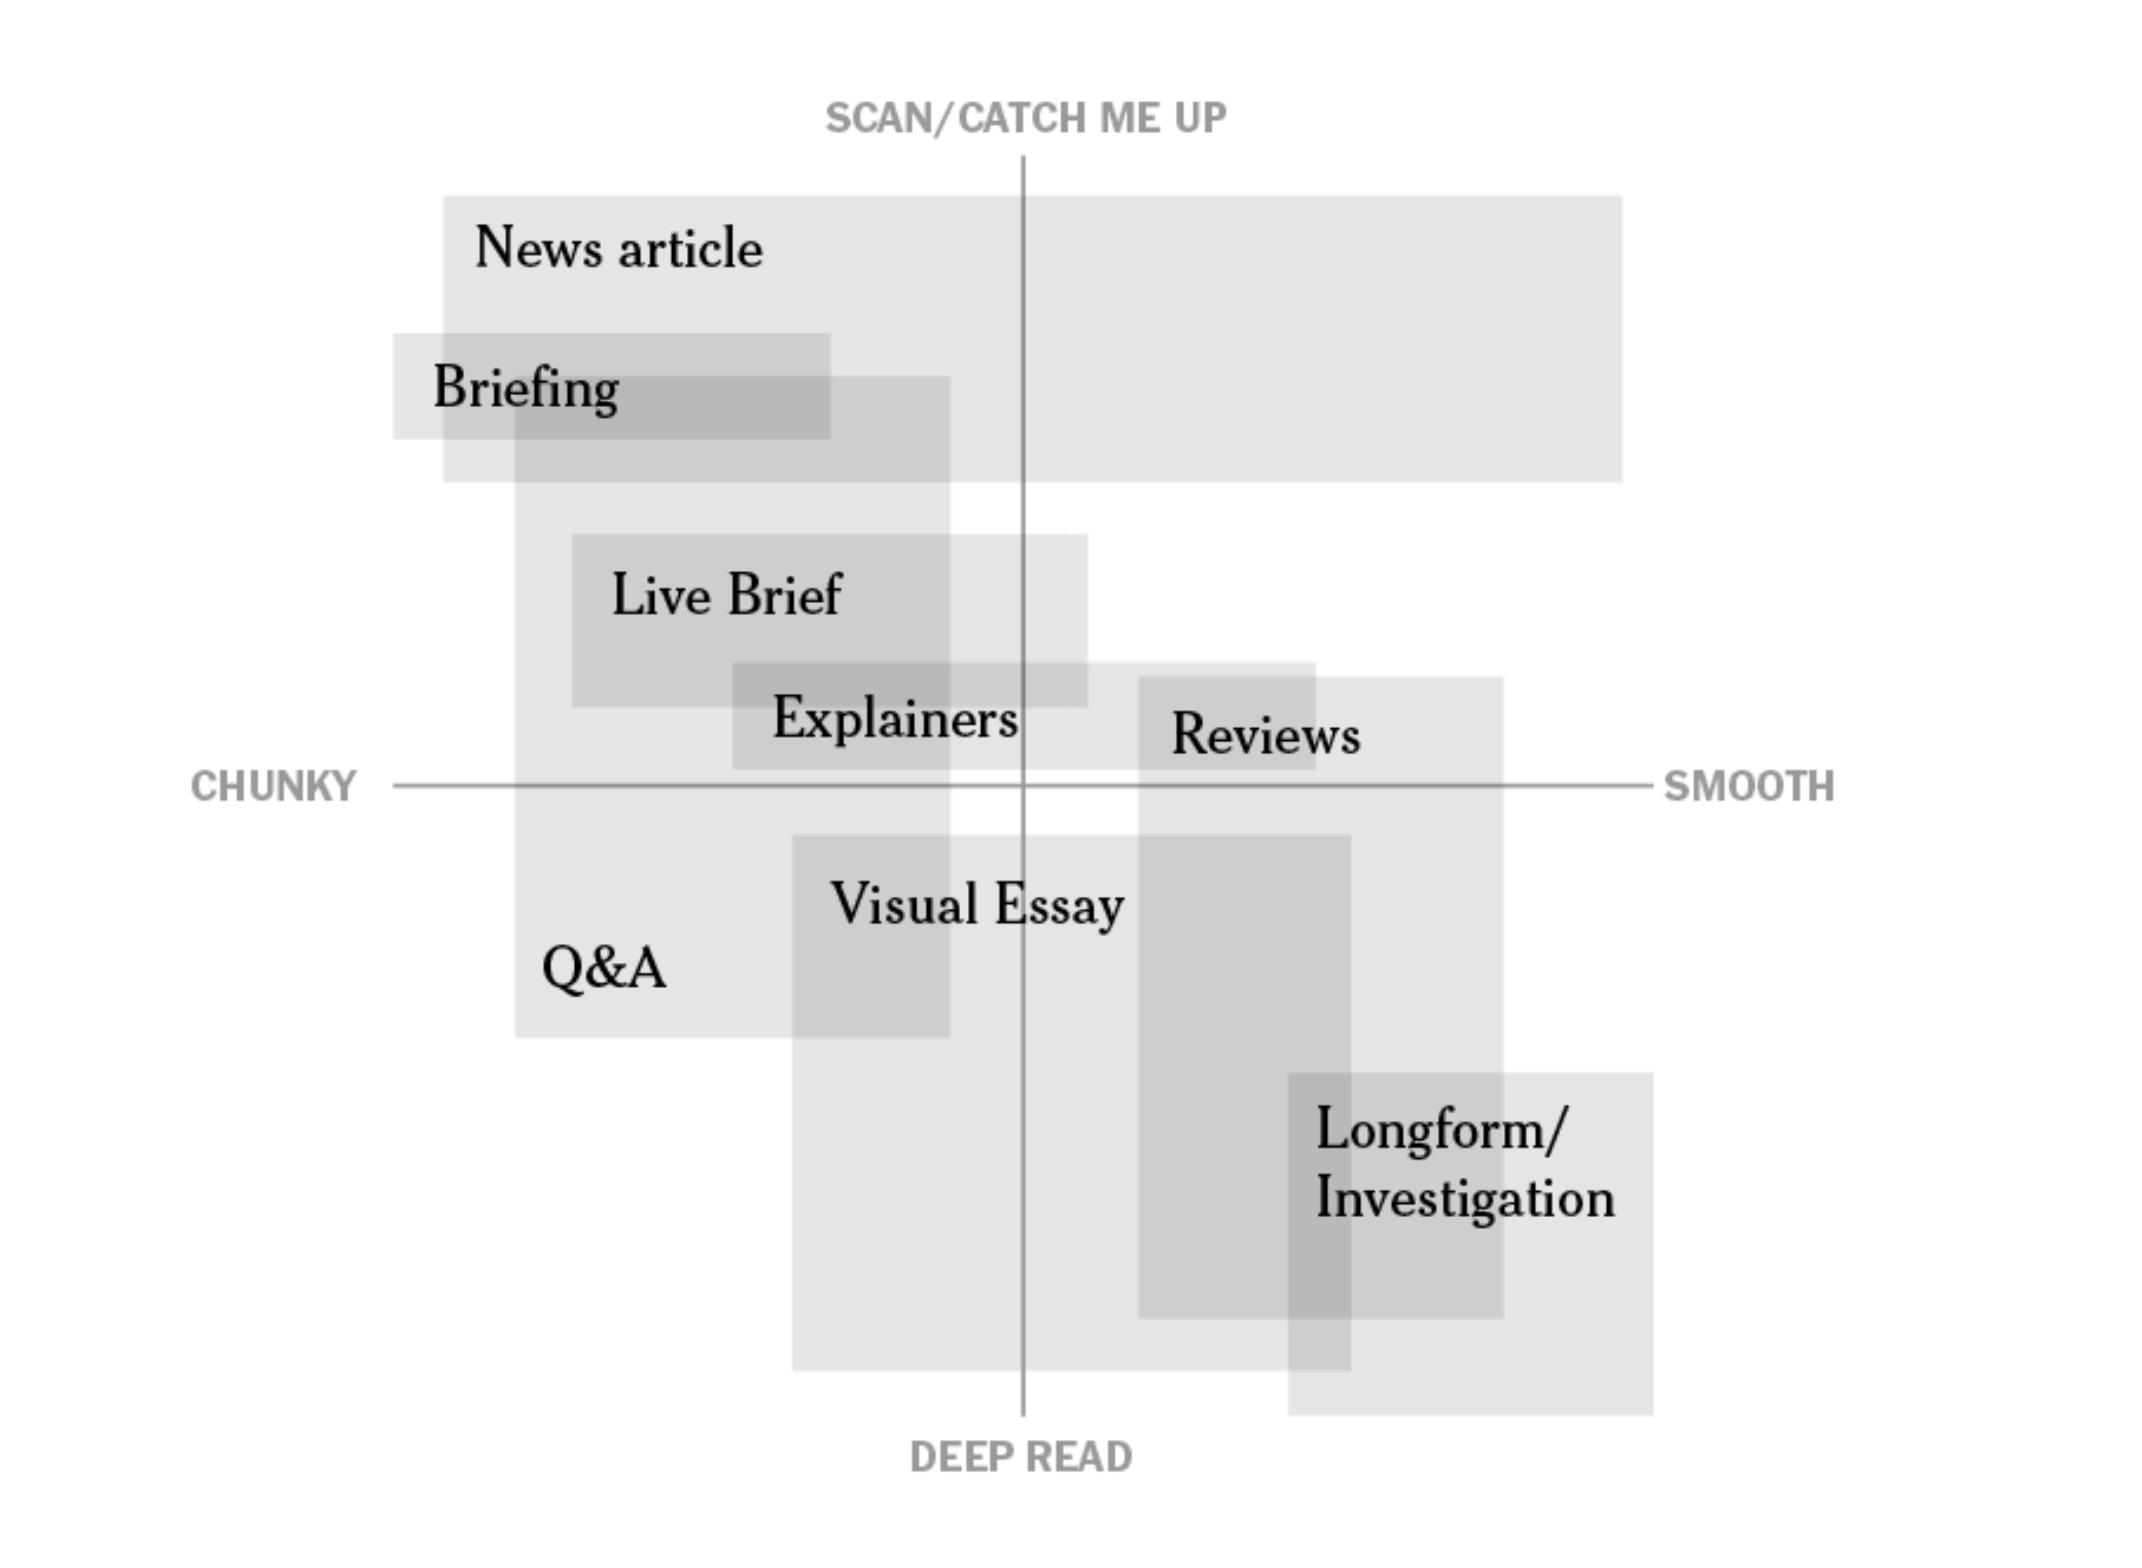 SCAN/CATCH ME UP
News article
Briefing
Live Brief
Explainers
Reviews
CHUNKY
SMOOTH
Visual Essay
Q&A
Longform/
Investigation
DEEP READ